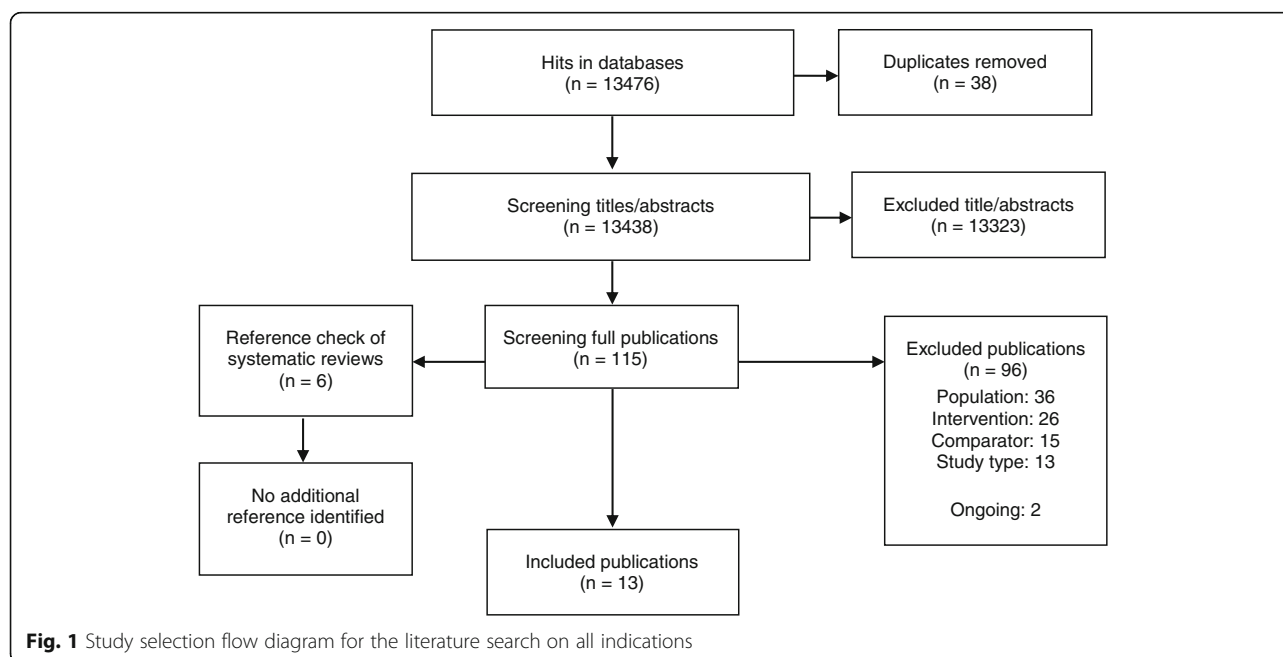 Hits in databases
(n = 13476)
Duplicates removed
(n = 38)
Screening titles/abstracts
(n = 13438)
Excluded title/abstracts
(n = 13323)
Reference check of
systematic reviews
(n = 6)
Screening full publications
(n = 115)
Excluded publications
(n = 96)
Population: 36
Intervention: 26
Comparator: 15
Study type: 13
Ongoing: 2
No additional
reference identified
(n = 0)
Included publications
(n = 13)
Fig. 1 Study selection flow diagram for the literature search on all indications